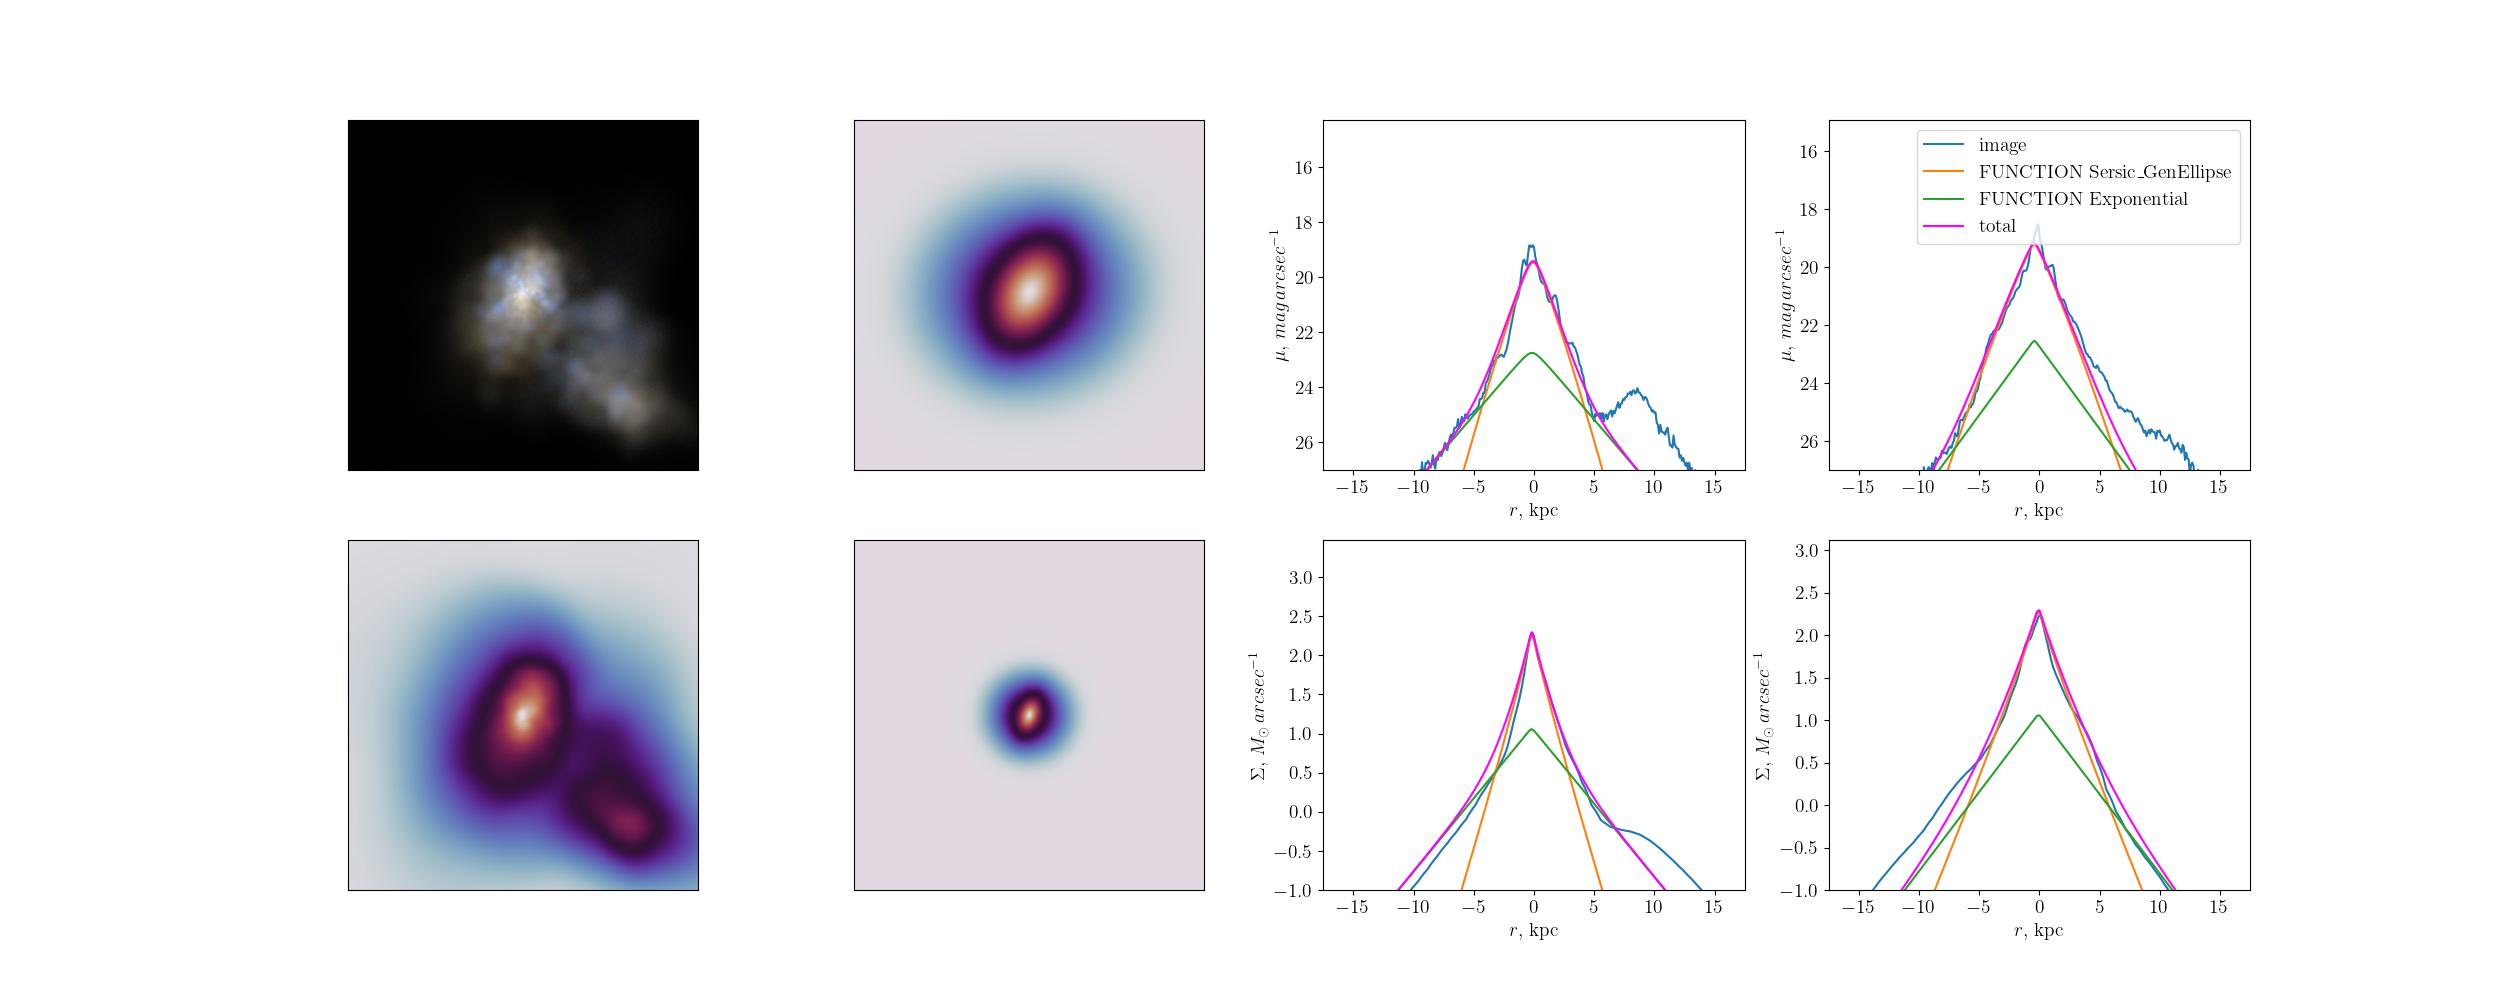 16
18
20
22
24
26
μ, mag arcsec⁻¹
−15 −10 −5 0 5 10 15
r, kpc
16
18
20
22
24
26
μ, mag arcsec⁻¹
image
FUNCTION Sersic_GenEllipse
FUNCTION Exponential
total
−15 −10 −5 0 5 10 15
r, kpc
3.0
2.5
2.0
1.5
1.0
0.5
0.0
−0.5
−1.0
Σ, M⊙ arcsec⁻¹
−15 −10 −5 0 5 10 15
r, kpc
3.0
2.5
2.0
1.5
1.0
0.5
0.0
−0.5
−1.0
Σ, M⊙ arcsec⁻¹
−15 −10 −5 0 5 10 15
r, kpc